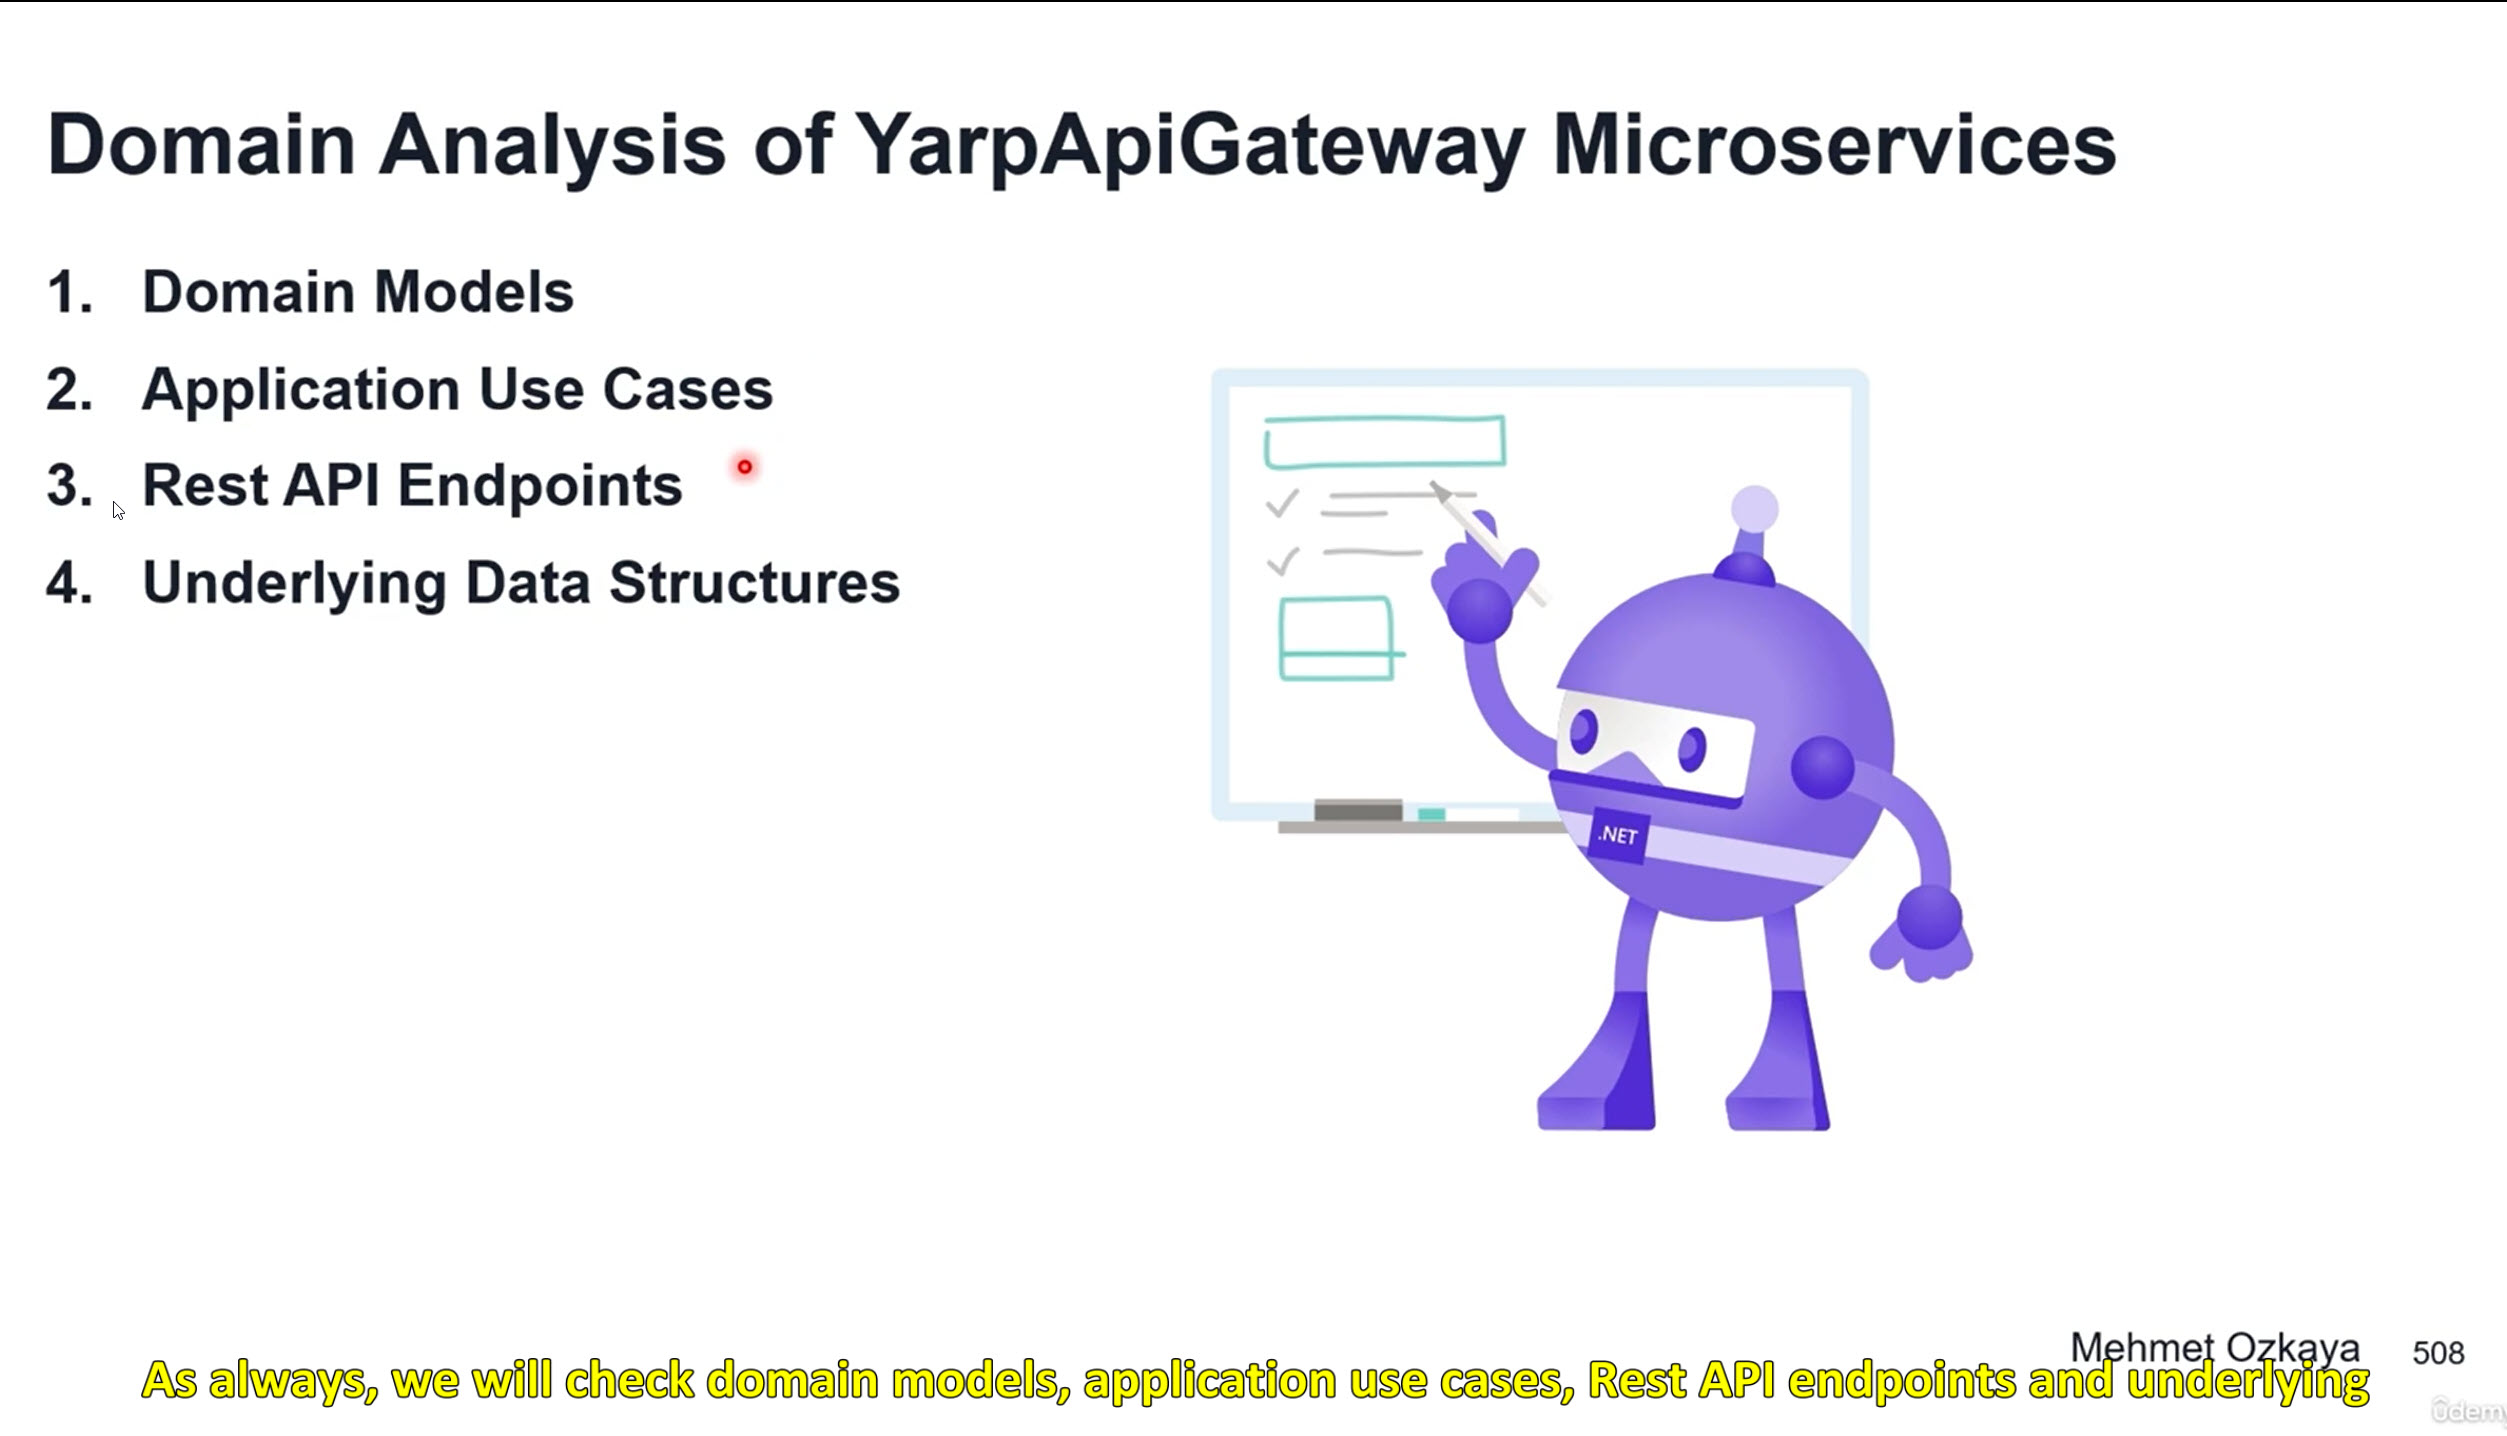 Domain Analysis of YarpApiGateway Microservices
1. Domain Models
2. Application Use Cases
3. Rest API Endpoints
4. Underlying Data Structures
.NET
Mehmet Ozkaya 508
As always, we will check domain models, application use cases, Rest API endpoints and underlying
ûdemy